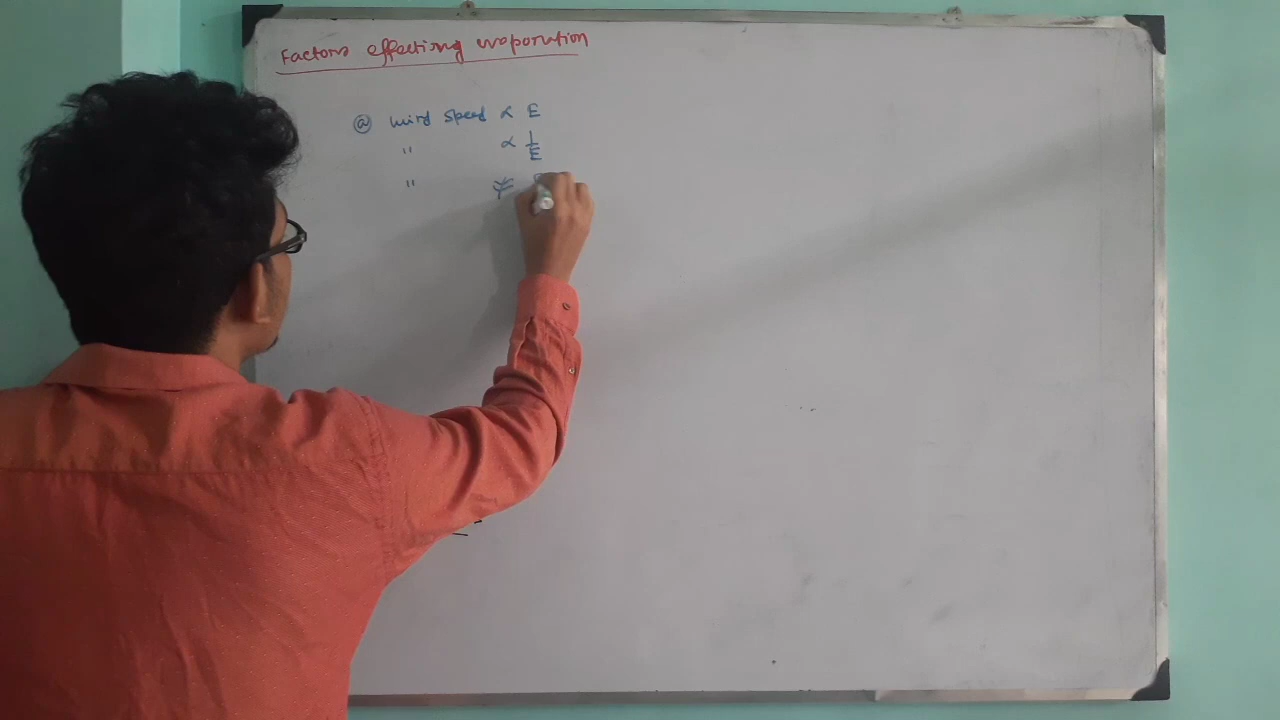 Factors effecting evaporation
ⓐ wind speed ∝ E
" ∝ 1/E
"